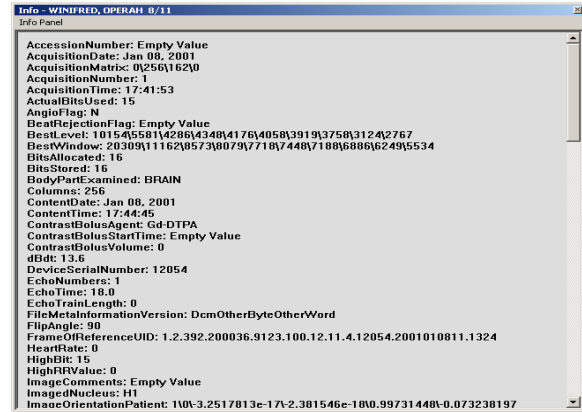 Info - WINIFRED, OPERAH 8/11
Info Panel
AccessionNumber: Empty Value
AcquisitionDate: Jan 08, 2001
AcquisitionMatrix: 0\256\162\0
AcquisitionNumber: 1
AcquisitionTime: 17:41:53
ActualBitsUsed: 15
AngioFlag: N
BeatRejectionFlag: Empty Value
BestLevel: 10154\5581\4286\4348\4176\4058\3919\3758\3124\2767
BestWindow: 20309\11162\8573\8079\7718\7448\7188\6886\6249\5534
BitsAllocated: 16
BitsStored: 16
BodyPartExamined: BRAIN
Columns: 256
ContentDate: Jan 08, 2001
ContentTime: 17:44:45
ContrastBolusAgent: Gd-DTPA
ContrastBolusStartTime: Empty Value
ContrastBolusVolume: 0
dBdt: 13.6
DeviceSerialNumber: 12054
EchoNumbers: 1
EchoTime: 18.0
EchoTrainLength: 0
FileMetaInformationVersion: DcmOtherByteOtherWord
FlipAngle: 90
FrameOfReferenceUID: 1.2.392.200036.9123.100.12.11.4.12054.2001010811.1324
HeartRate: 0
HighBit: 15
HighRRValue: 0
ImageComments: Empty Value
ImagedNucleus: H1
ImageOrientationPatient: 1\0\-3.2517813e-17\-2.381546e-18\0.99731448\-0.073238197